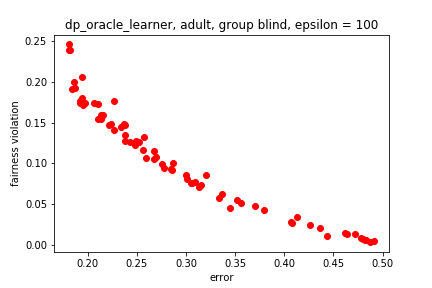 dp_oracle_learner, adult, group blind, epsilon = 100
fairness violation
0.25
0.20
0.15
0.10
0.05
0.00
0.20 0.25 0.30 0.35 0.40 0.45 0.50
error